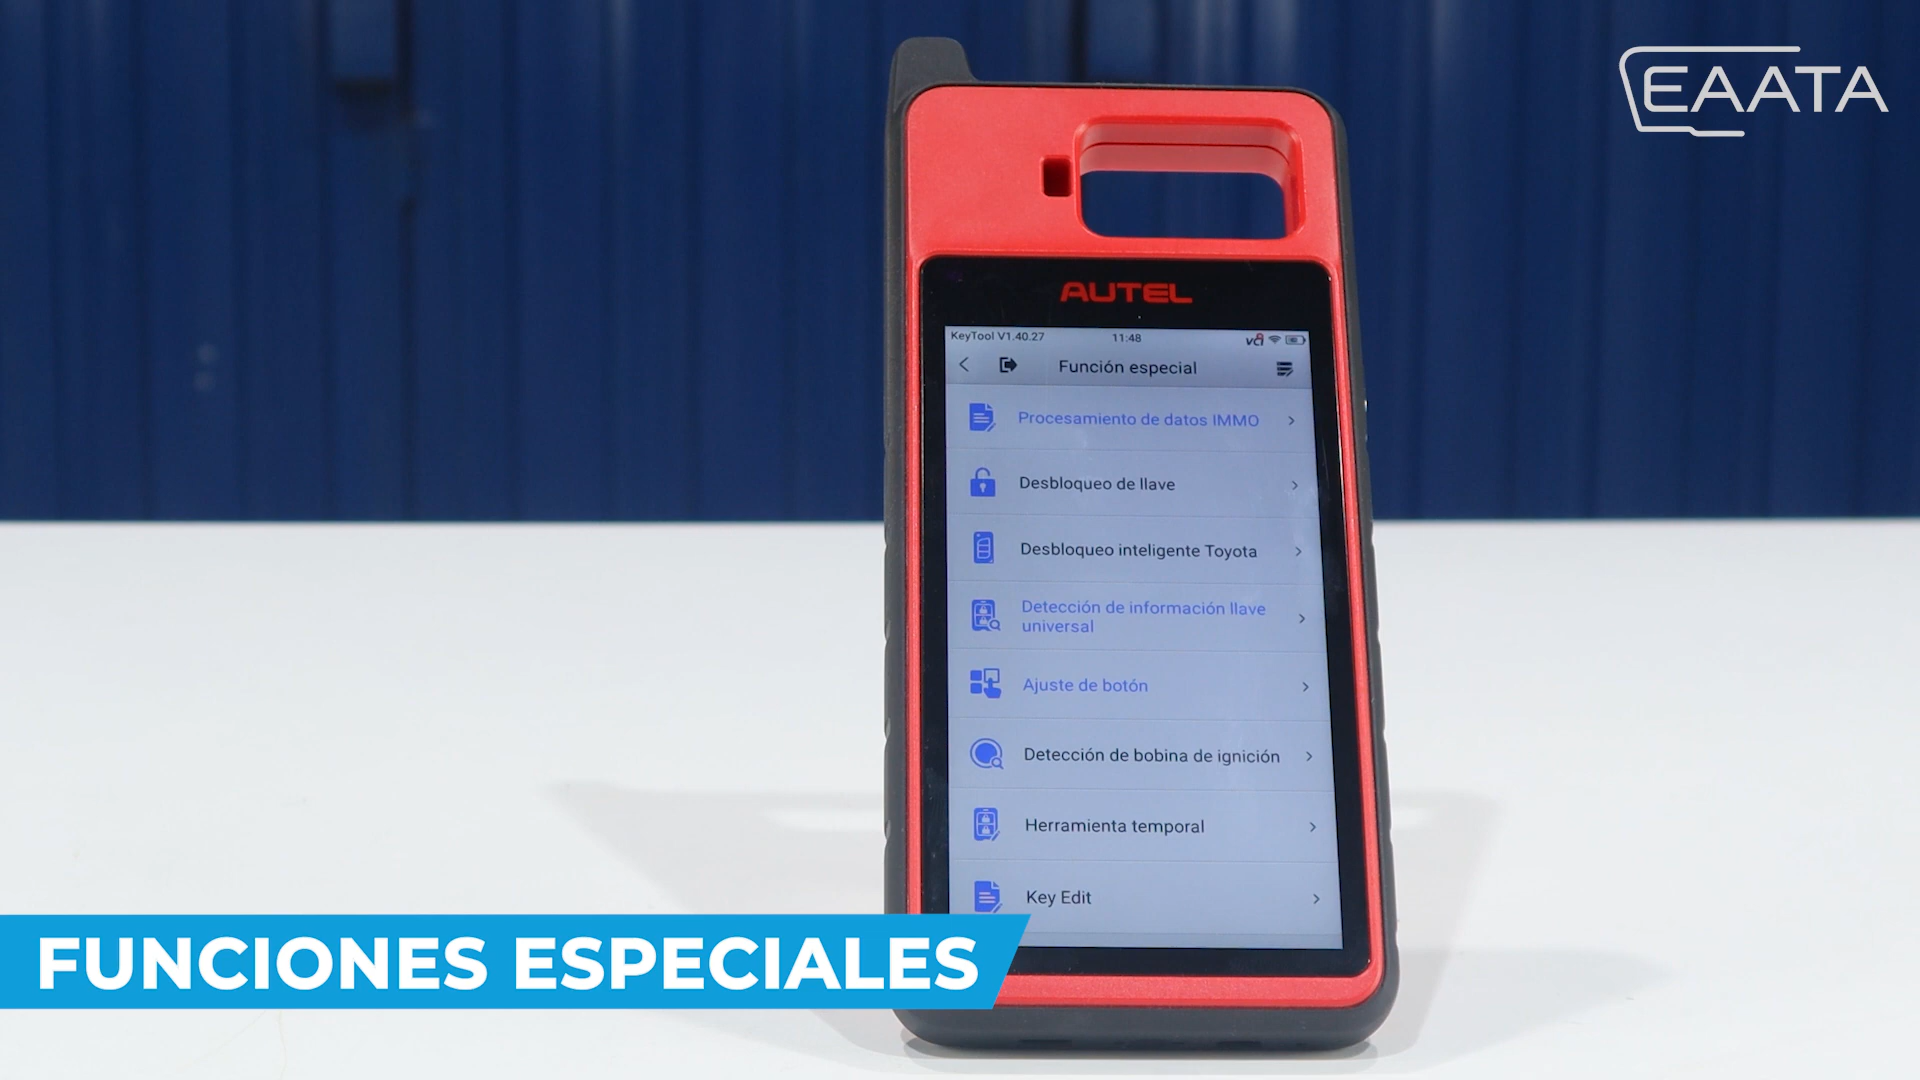 EAATA
AUTEL
KeyTool V1.40.27 11:48 VCI
Función especial
Procesamiento de datos IMMO
Desbloqueo de llave
Desbloqueo inteligente Toyota
Detección de información llave
universal
Ajuste de botón
Detección de bobina de ignición
Herramienta temporal
Key Edit
FUNCIONES ESPECIALES